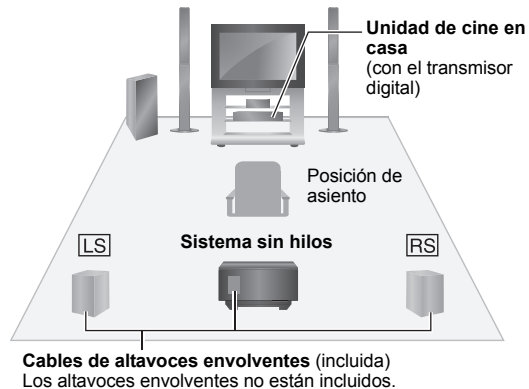 Unidad de cine en
casa
(con el transmisor
digital)
Posición de
asiento
LS
Sistema sin hilos
RS
Cables de altavoces envolventes (incluida)
Los altavoces envolventes no están incluidos.